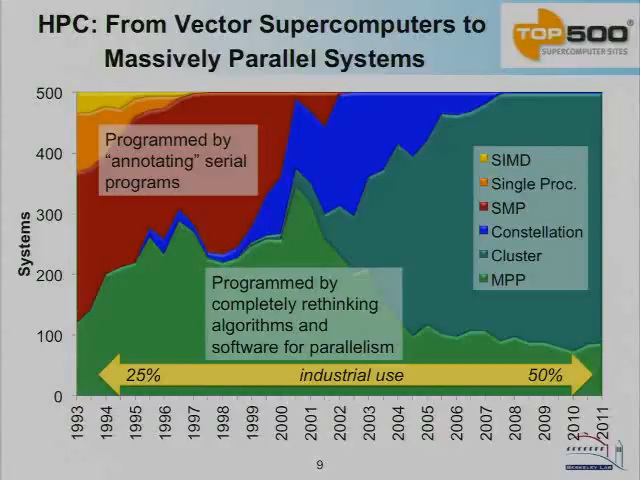 HPC: From Vector Supercomputers to
Massively Parallel Systems
TOP500
SUPERCOMPUTER SITES
Systems
500
400
300
200
100
0
Programmed by
“annotating” serial
programs
SIMD
Single Proc.
SMP
Constellation
Cluster
MPP
Programmed by
completely rethinking
algorithms and
software for parallelism
25%
industrial use
50%
1993
1994
1995
1996
1997
1998
1999
2000
2001
2002
2003
2004
2005
2006
2007
2008
2009
2010
2011
9
BERKELEY LAB